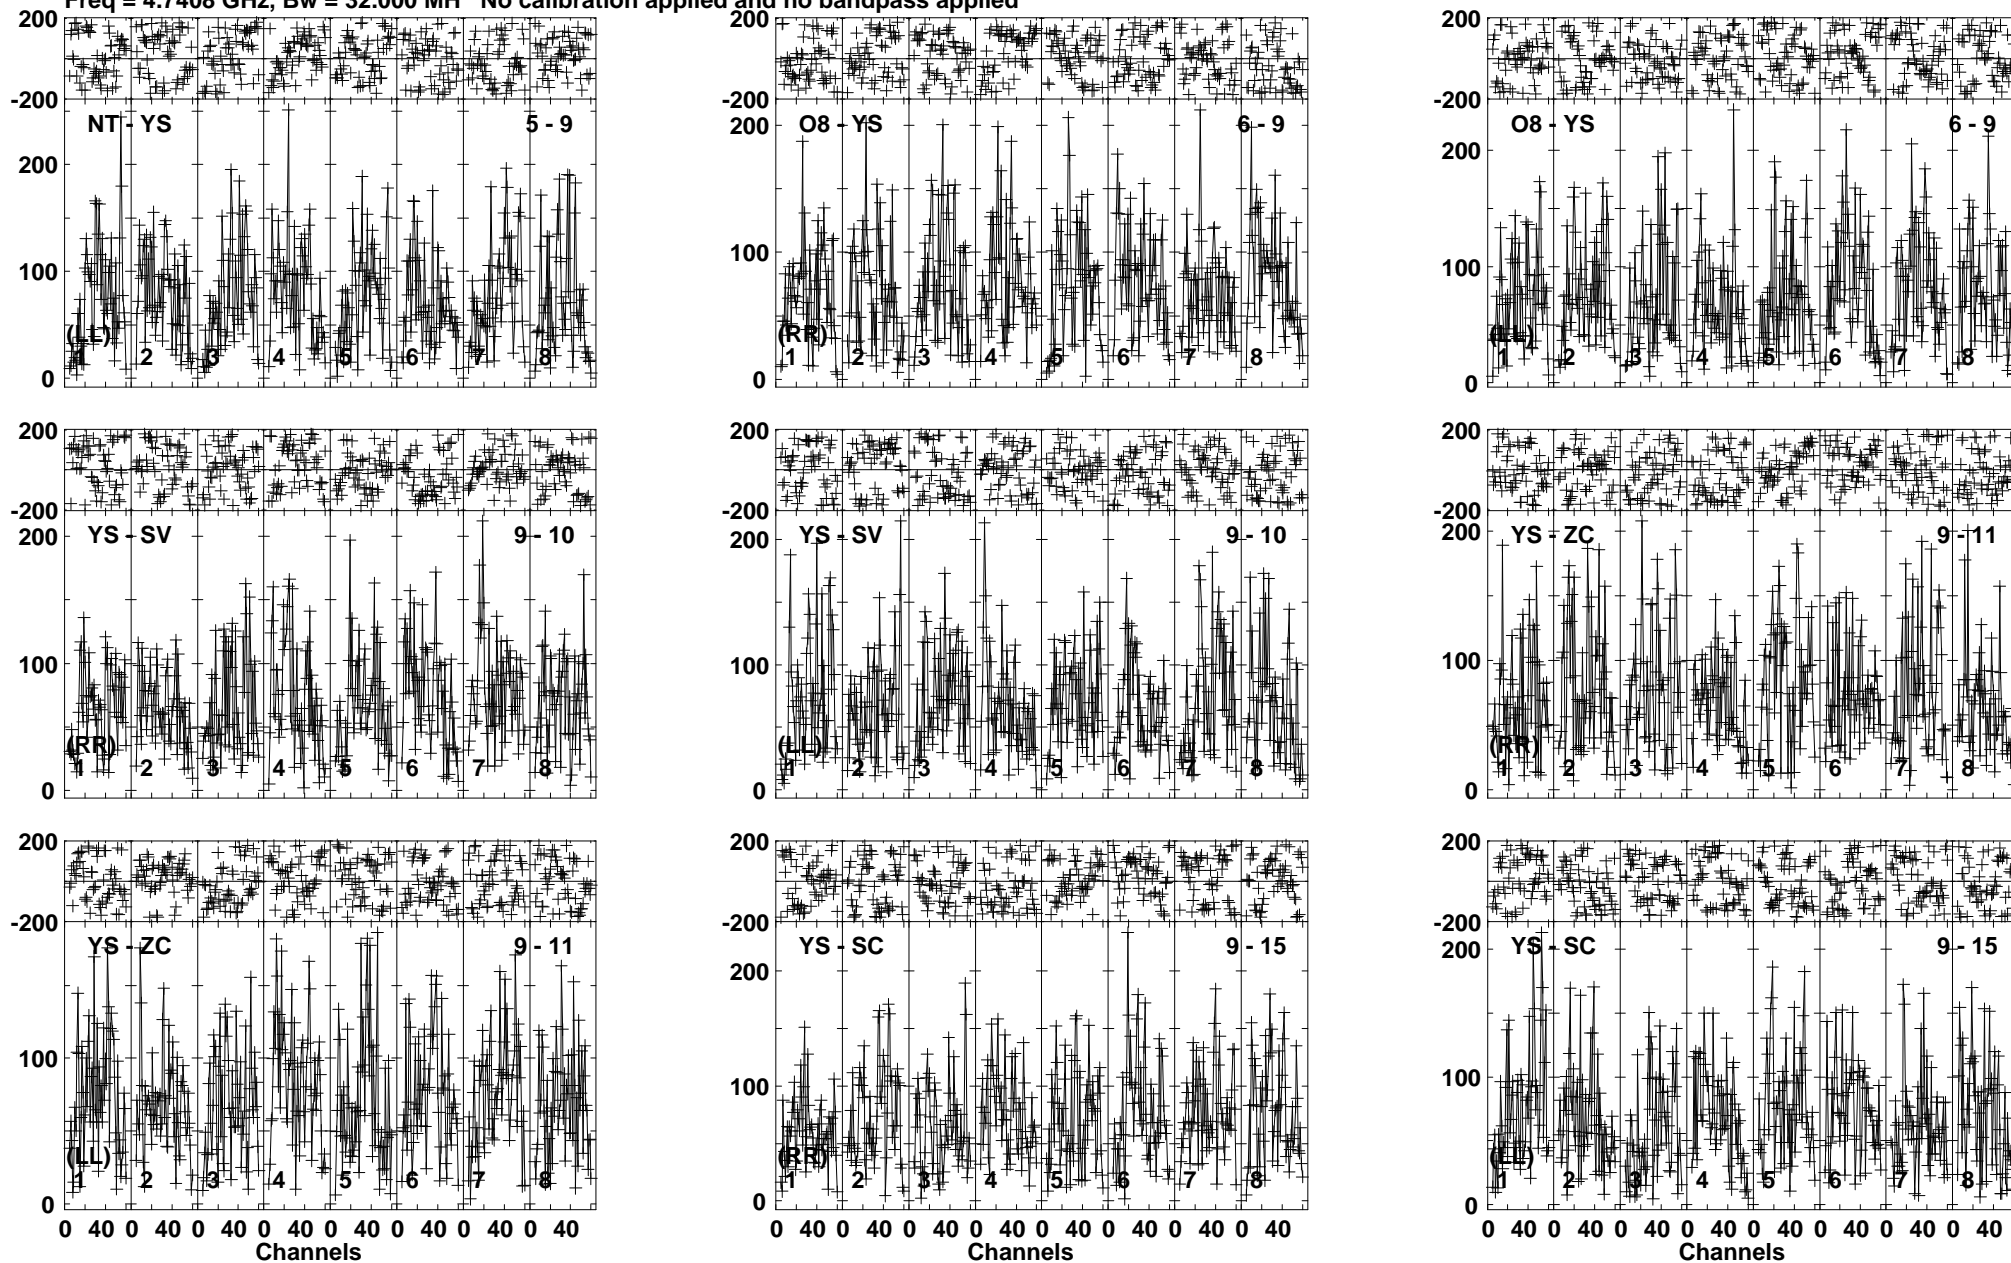 Freq = 4.7408 GHz, Bw = 32.000 MH No calibration applied and no bandpass applied
200 200 200
-200 -200 -200
NT - YS 5 - 9 O8 - YS 6 - 9 O8 - YS 6 - 9
200 200 200
100 100 100
(LL) (RR) (LL)
1 2 3 4 5 6 7 8 1 2 3 4 5 6 7 8 1 2 3 4 5 6 7 8
0 0 0
200 200 200
-200 -200 -200
YS - SV 9 - 10 YS - SV 9 - 10 YS - ZC 9 - 11
200 200 200
100 100 100
(RR) (LL) (RR)
1 2 3 4 5 6 7 8 1 2 3 4 5 6 7 8 1 2 3 4 5 6 7 8
0 0 0
200 200 200
-200 -200 -200
YS - ZC 9 - 11 YS - SC 9 - 15 YS - SC 9 - 15
200 200
100 100 100
(LL) (RR) (LL)
1 2 3 4 5 6 7 8 1 2 3 4 5 6 7 8 1 2 3 4 5 6 7 8
0 0 0
0 40 0 40 0 40 0 40 0 40 0 40 0 40 0 40 0 40 0 40 0 40 0 40 0 40 0 40 0 40 0 40 0 40 0 40 0 40 0 40 0 40 0 40 0 40 0 40
Channels Channels